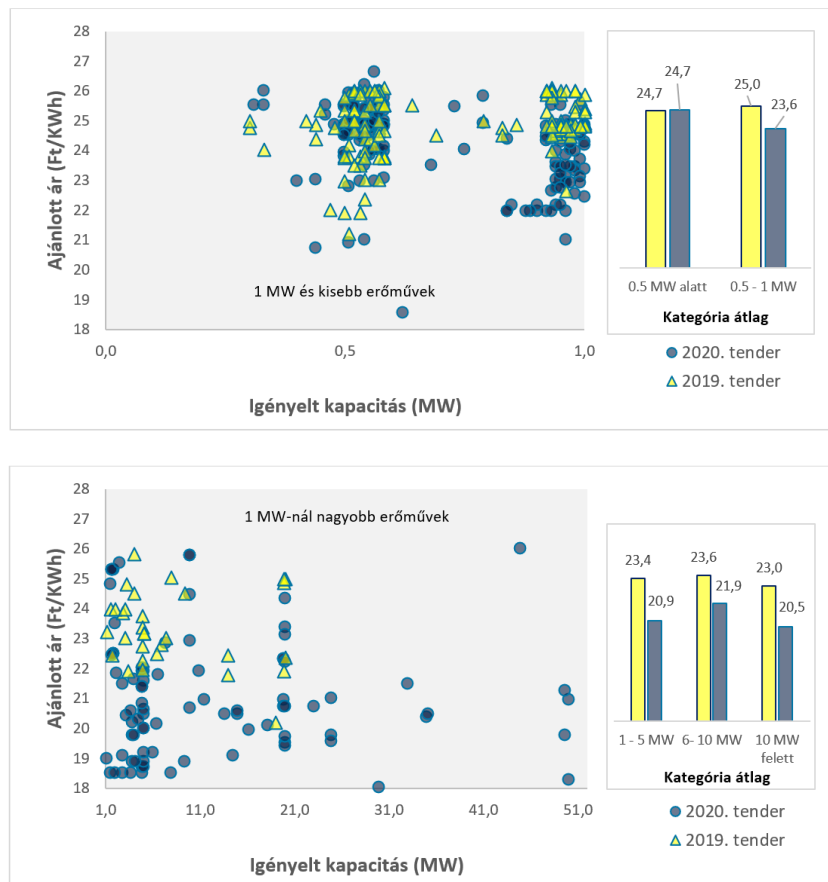 28
27
26
25
24
23
22
21
20
19
18
Ajánlott ár (Ft/KWh)
1 MW és kisebb erőművek
0,0
0,5
1,0
Igényelt kapacitás (MW)
24,7
24,7
25,0
23,6
0.5 MW alatt
0.5 - 1 MW
Kategória átlag
2020. tender
2019. tender
28
27
26
25
24
23
22
21
20
19
18
Ajánlott ár (Ft/KWh)
1 MW-nál nagyobb erőművek
1,0
11,0
21,0
31,0
41,0
51,0
Igényelt kapacitás (MW)
23,4
20,9
23,6
21,9
23,0
20,5
1 - 5 MW
6- 10 MW
10 MW
felett
Kategória átlag
2020. tender
2019. tender